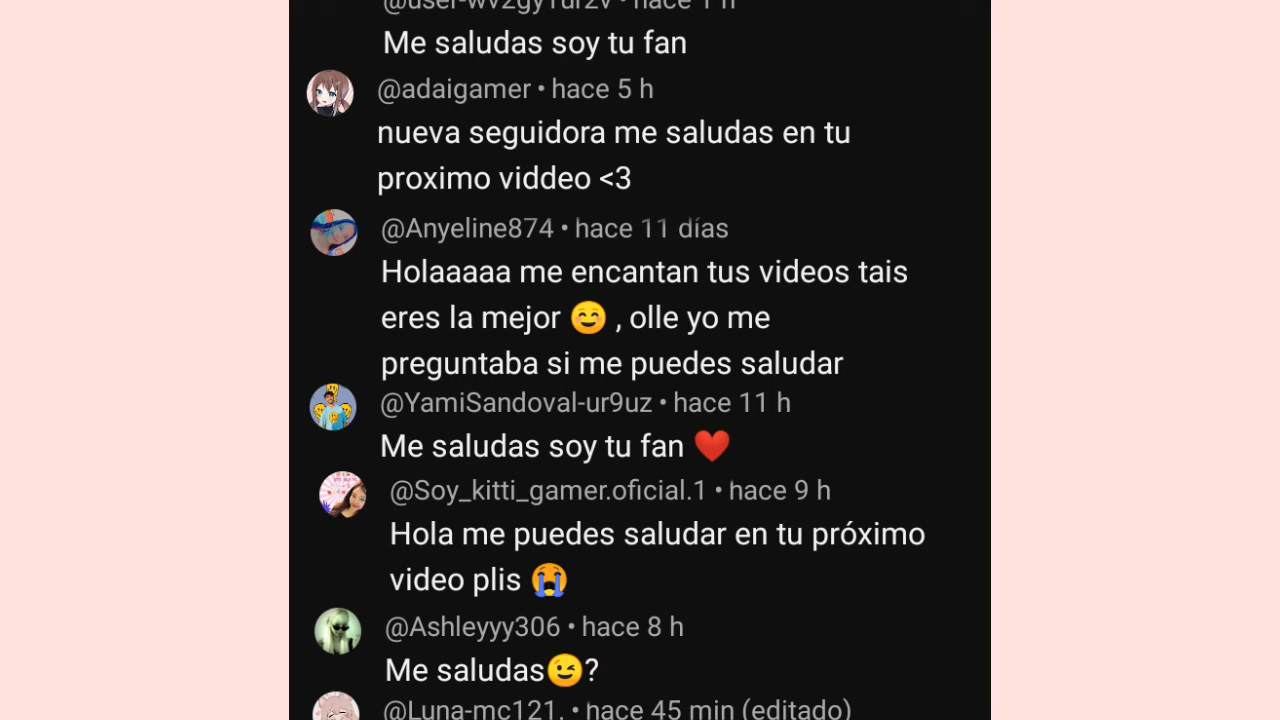 Me saludas soy tu fan
@adaigamer • hace 5 h
nueva seguidora me saludas en tu
proximo viddeo <3
@Anyeline874 • hace 11 días
Holaaaaa me encantan tus videos tais
eres la mejor ☺️ , olle yo me
preguntaba si me puedes saludar
@YamiSandoval-ur9uz • hace 11 h
Me saludas soy tu fan ❤️
@Soy_kitti_gamer.oficial.1 • hace 9 h
Hola me puedes saludar en tu próximo
video plis 😭
@Ashleyyy306 • hace 8 h
Me saludas😉?
@Luna-mc121. • hace 45 min (editado)